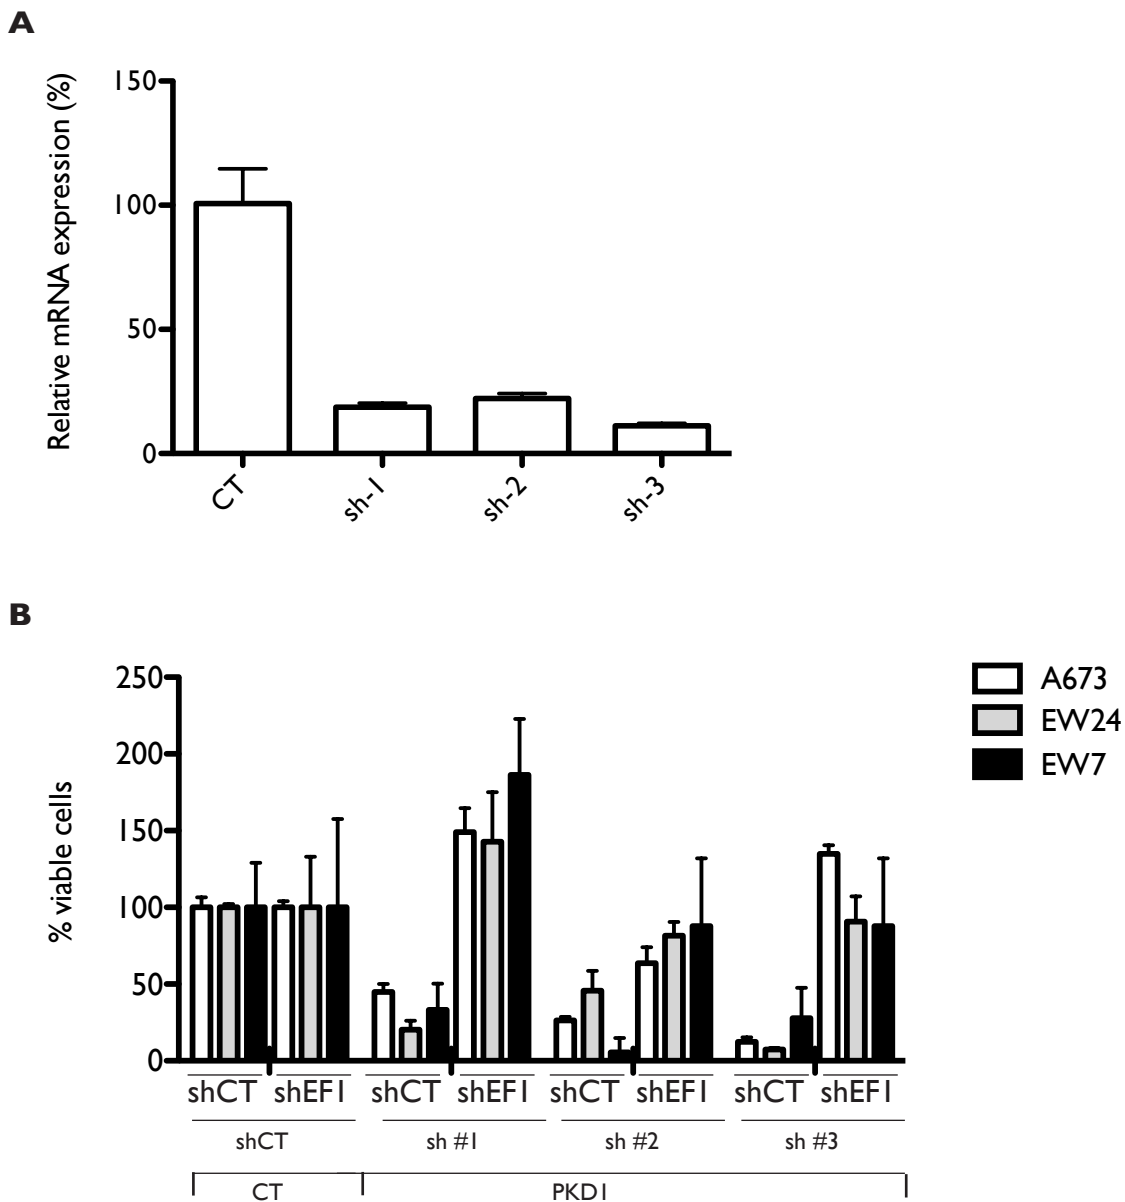 A
Relative mRNA expression (%)
150
100
50
0
CT
sh-1
sh-2
sh-3
B
% viable cells
250
200
150
100
50
0
A673
EW24
EW7
shCT shEF1 shCT shEF1 shCT shEF1 shCT shEF1
shCT sh #1 sh #2 sh #3
CT PKD1